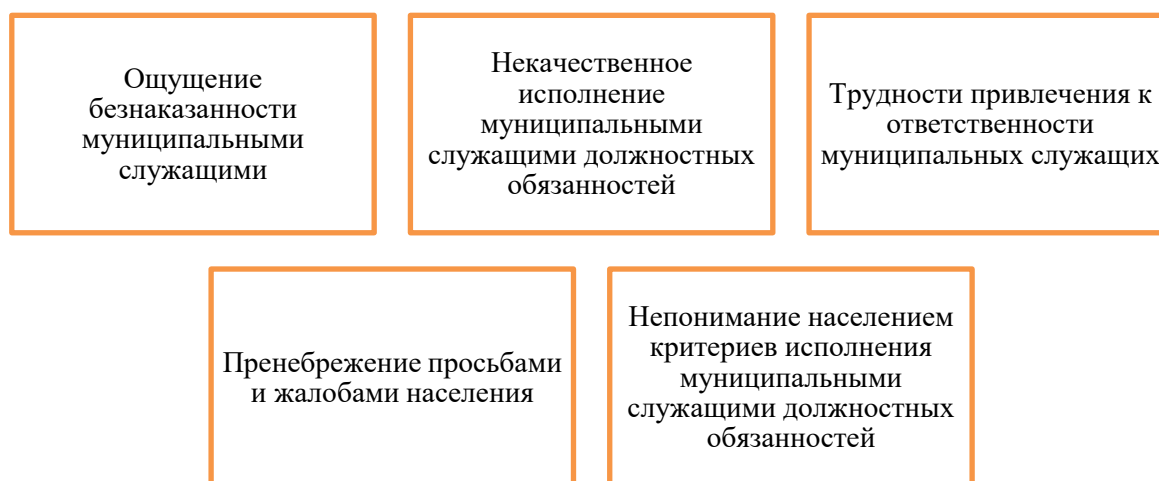 Ощущение
безнаказанности
муниципальными
служащими
Некачественное
исполнение
муниципальными
служащими должностных
обязанностей
Трудности привлечения к
ответственности
муниципальных служащих
Пренебрежение просьбами
и жалобами населения
Непонимание населением
критериев исполнения
муниципальными
служащими должностных
обязанностей